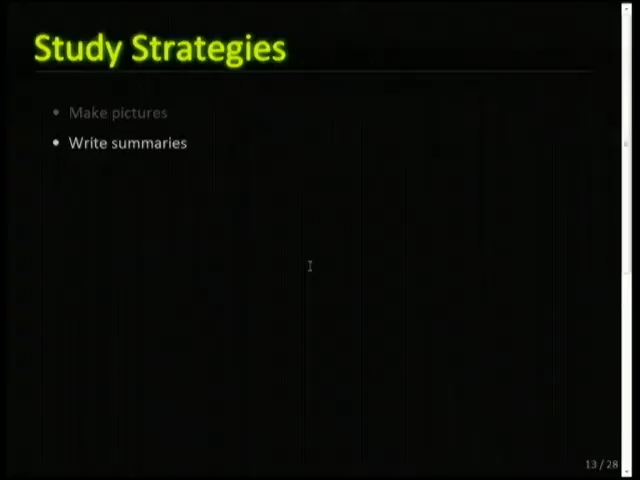 Study Strategies
• Make pictures
• Write summaries
13 / 28